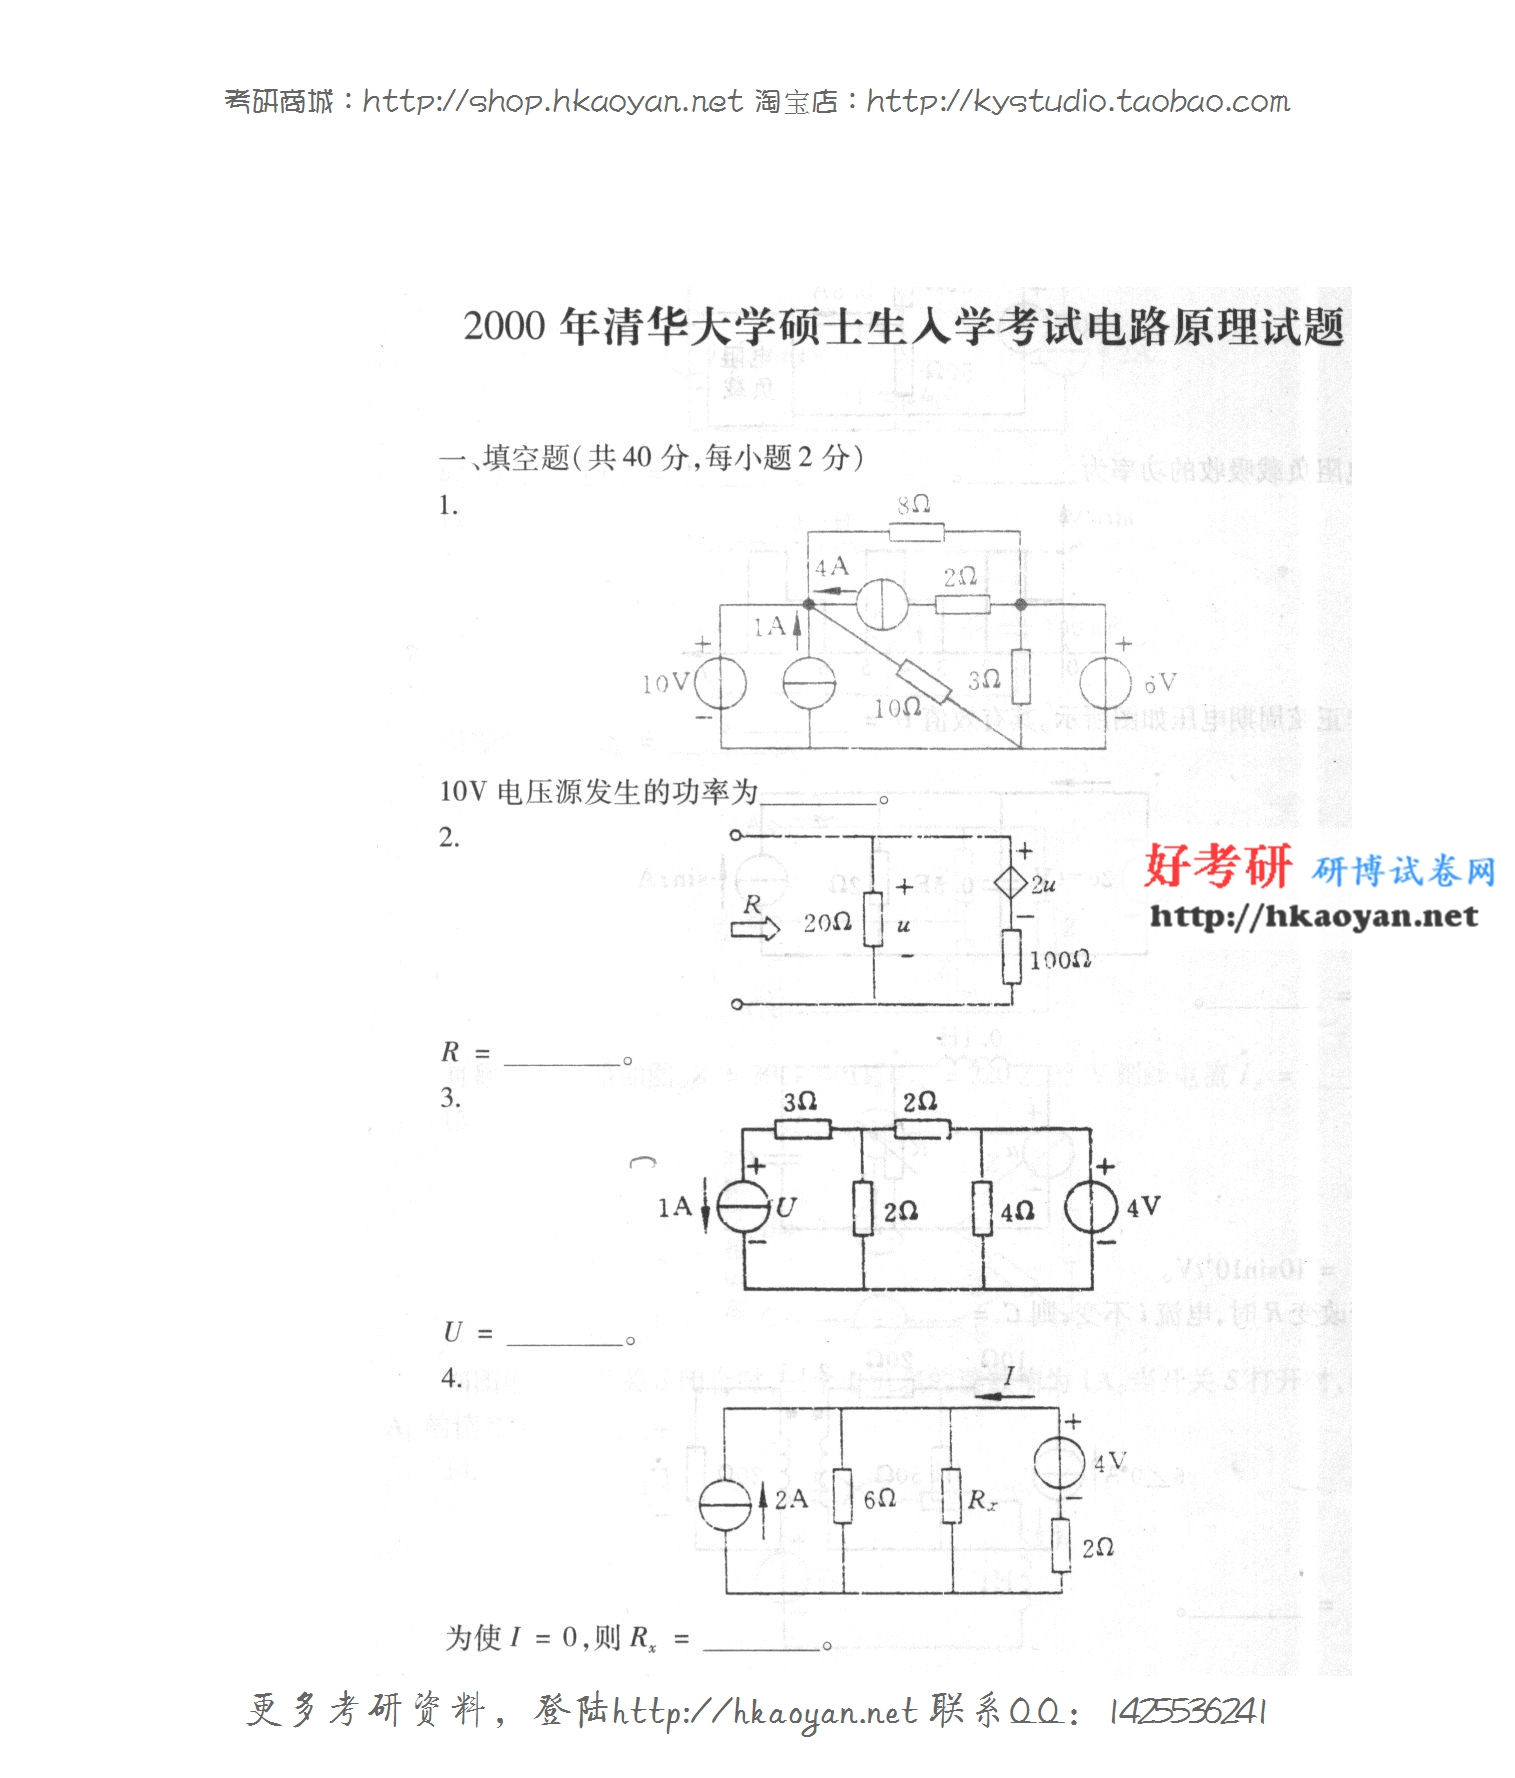 考研商城：http://shop.hkaoyan.net 淘宝店：http://kystudio.taobao.com
2000 年清华大学硕士生入学考试电路原理试题
一、填空题(共 40 分,每小题 2 分)
1.
8Ω
4A
2Ω
1A
+
+
10V
10Ω
3Ω
6V
−
−
10V 电压源发生的功率为________。
2.
+
2u
−
R
20Ω
+
u
−
100Ω
好考研 研博试卷网
http://hkaoyan.net
R = ________。
3.
3Ω
2Ω
+
+
1A
U
2Ω
4Ω
4V
−
−
U = ________。
4.
I
+
4V
−
2A
6Ω
Rx
2Ω
为使 I = 0,则 Rx = ________。
更多考研资料，登陆http://hkaoyan.net 联系QQ：1425536241